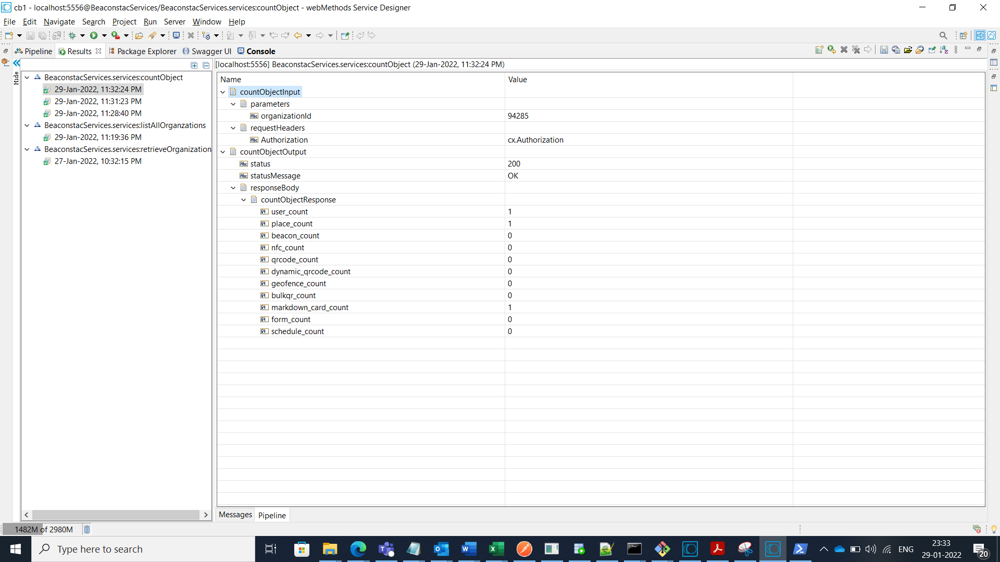 cb1 - localhost:5556@BeaconstacServices/BeaconstacServices.services:countObject - webMethods Service Designer
File Edit Navigate Search Project Run Server Window Help
Pipeline Results Package Explorer Swagger UI Console
Hide
BeaconstacServices.services:countObject
29-Jan-2022, 11:32:24 PM
29-Jan-2022, 11:31:23 PM
29-Jan-2022, 11:28:40 PM
BeaconstacServices.services:listAllOrganzations
29-Jan-2022, 11:19:36 PM
BeaconstacServices.services:retrieveOrganization
27-Jan-2022, 10:32:15 PM
[localhost:5556] BeaconstacServices.services:countObject (29-Jan-2022, 11:32:24 PM)
Name Value
countObjectInput
parameters
organizationId 94285
requestHeaders
Authorization cx.Authorization
countObjectOutput
status 200
statusMessage OK
responseBody
countObjectResponse
user_count 1
place_count 1
beacon_count 0
nfc_count 0
qrcode_count 0
dynamic_qrcode_count 0
geofence_count 0
bulkqr_count 0
markdown_card_count 1
form_count 0
schedule_count 0
Messages Pipeline
1482M of 2980M
Type here to search
ENG
23:33
29-01-2022
20